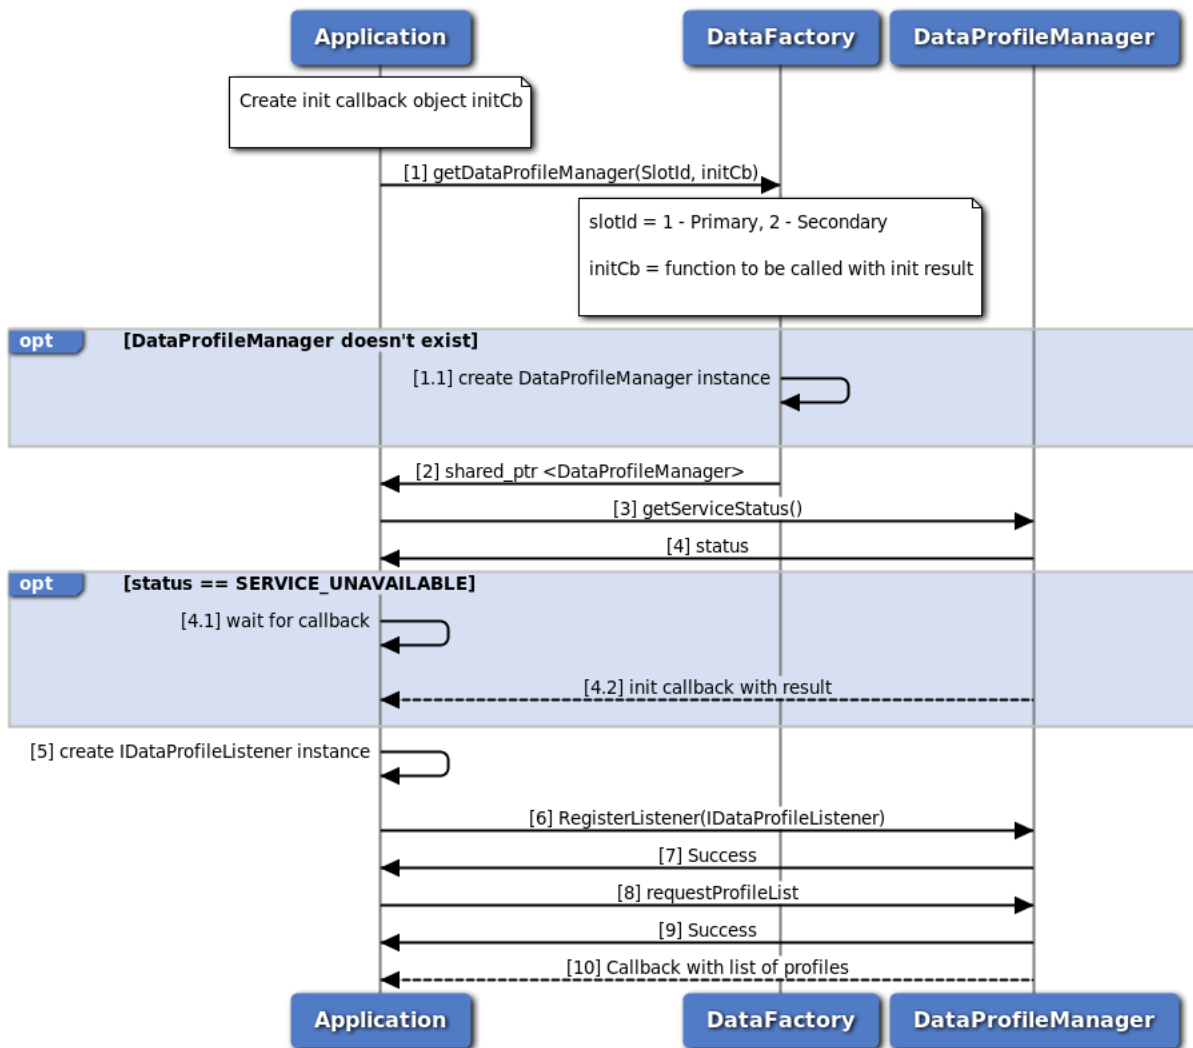 Application
DataFactory
DataProfileManager
Create init callback object initCb
[1] getDataProfileManager(SlotId, initCb)
slotId = 1 - Primary, 2 - Secondary
initCb = function to be called with init result
opt
[DataProfileManager doesn't exist]
[1.1] create DataProfileManager instance
[2] shared_ptr <DataProfileManager>
[3] getServiceStatus()
[4] status
opt
[status == SERVICE_UNAVAILABLE]
[4.1] wait for callback
[4.2] init callback with result
[5] create IDataProfileListener instance
[6] RegisterListener(IDataProfileListener)
[7] Success
[8] requestProfileList
[9] Success
[10] Callback with list of profiles
Application
DataFactory
DataProfileManager